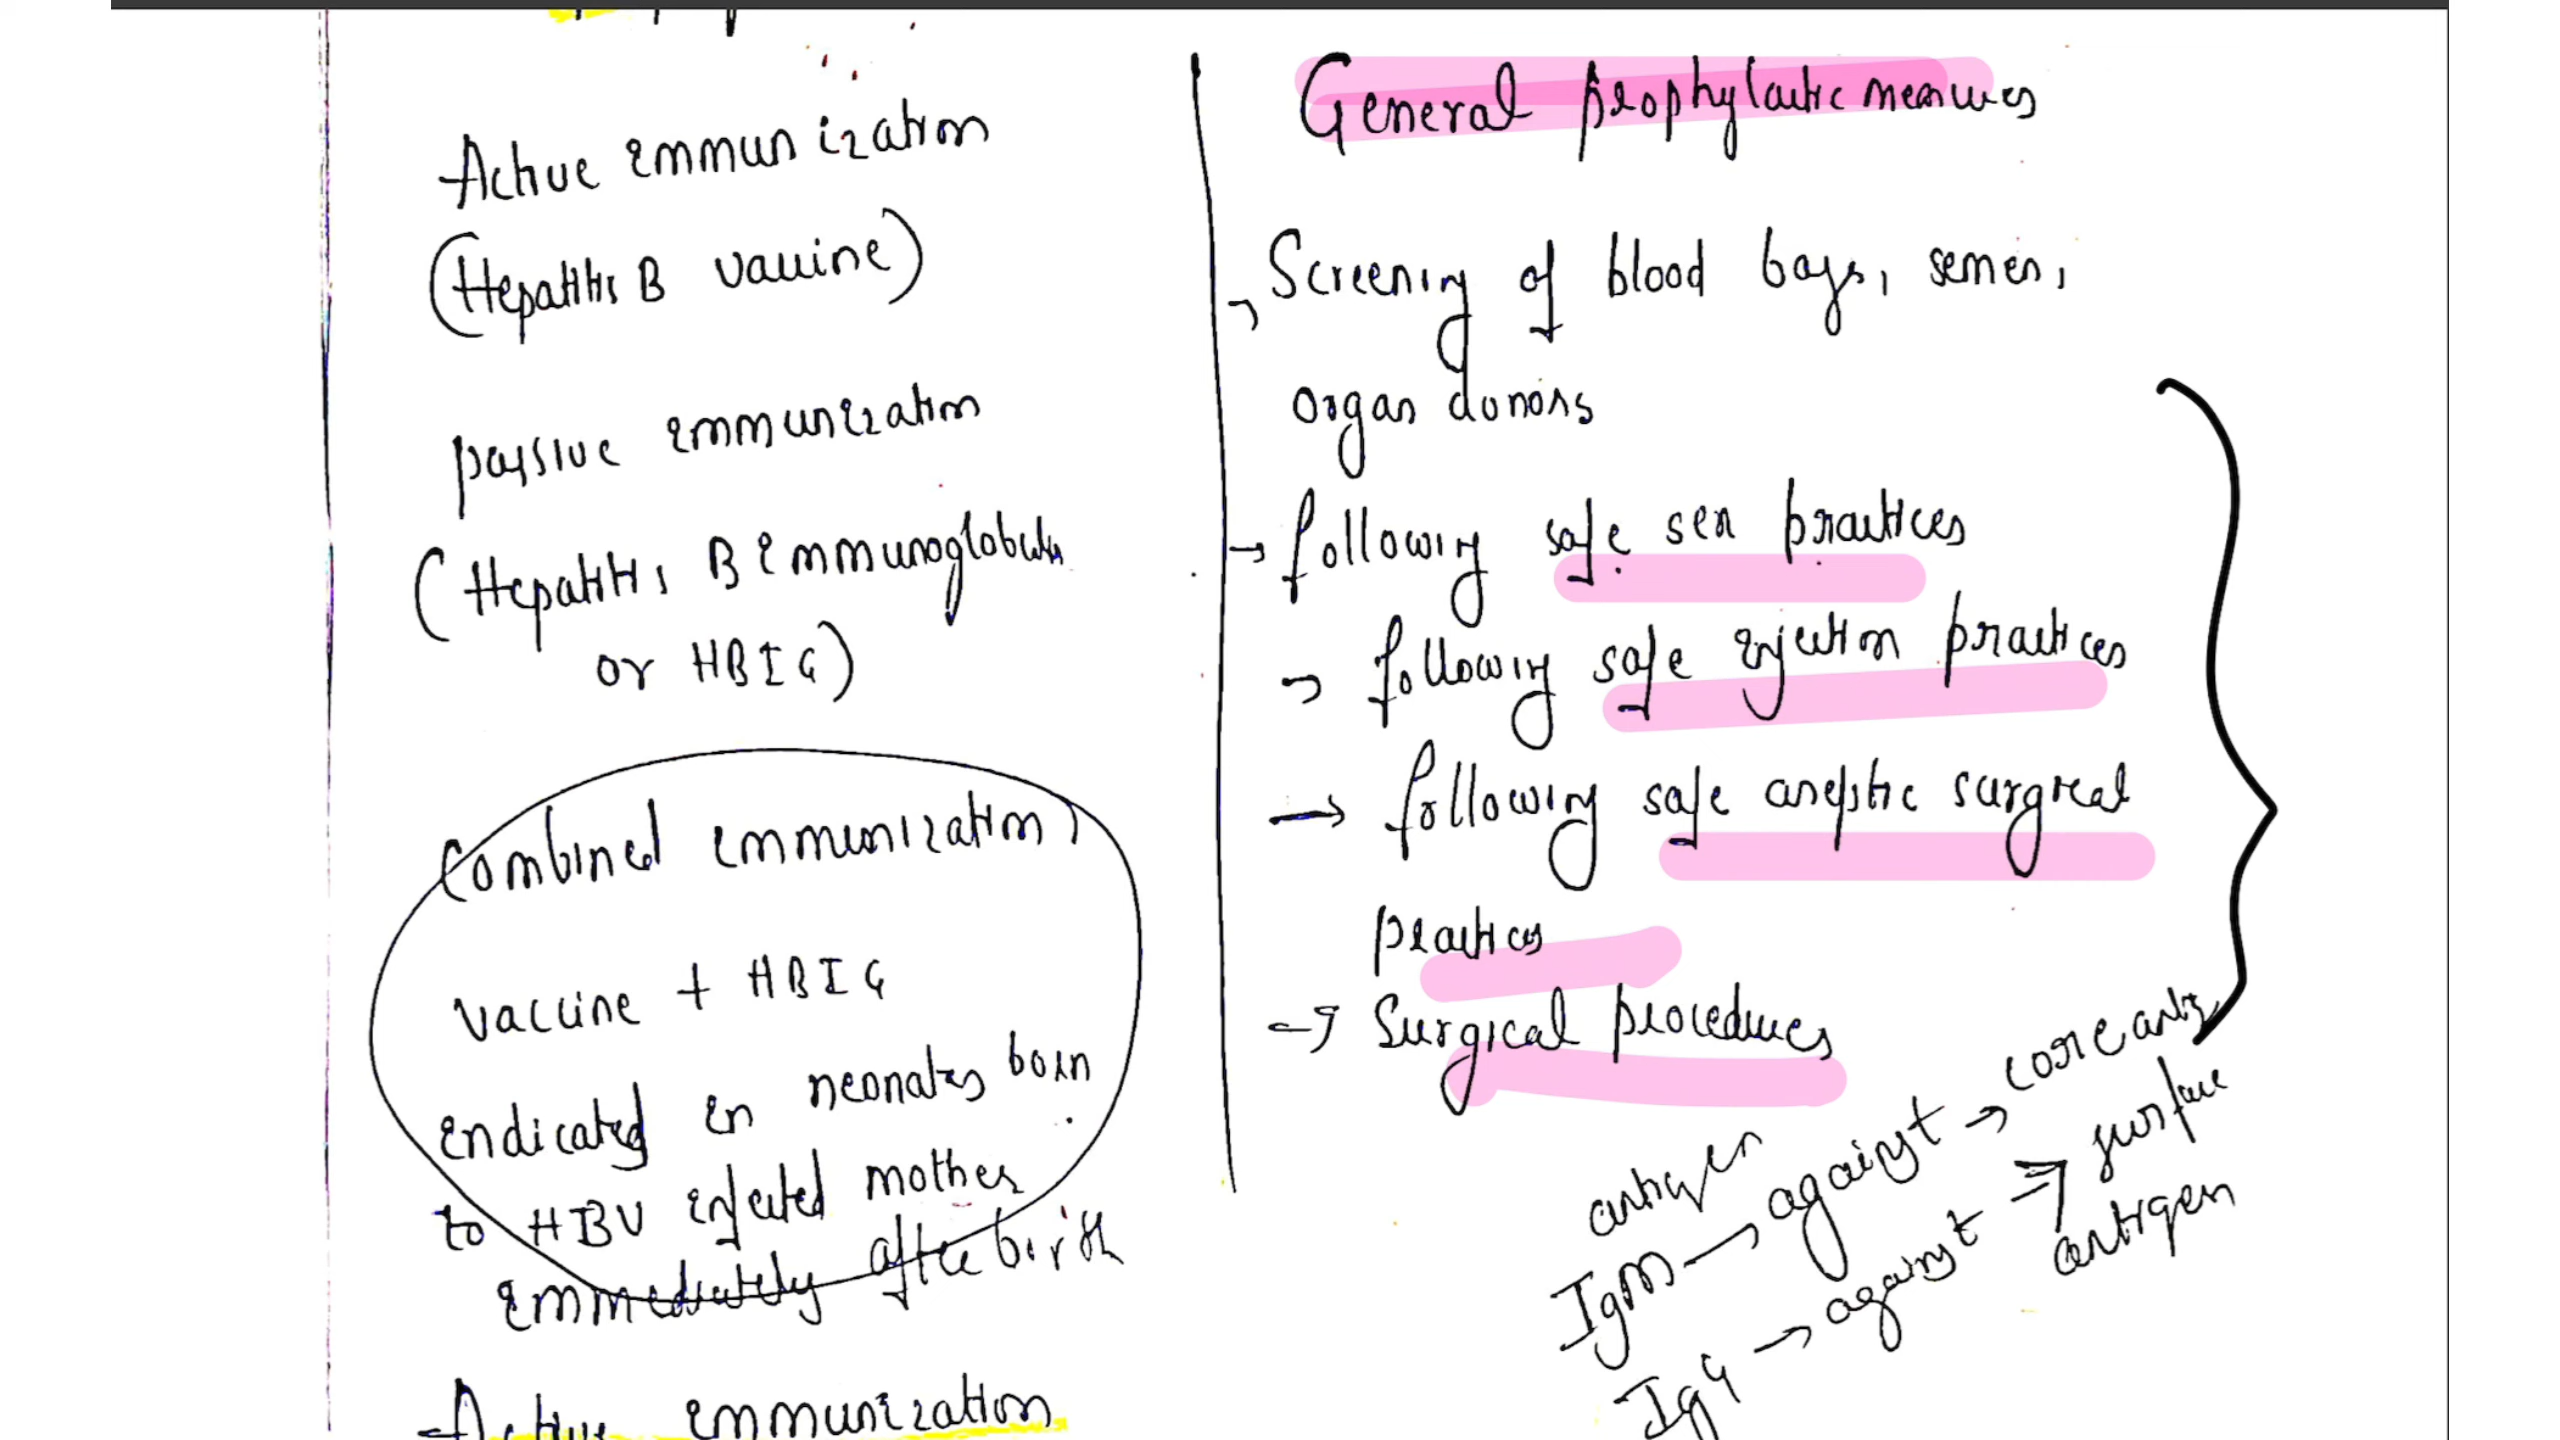 Active immunization
(Hepatitis B vaccine)
passive immunization
(Hepatitis B immunoglobulin
or HBIG)
Combined immunization
vaccine + HBIG
indicated in neonates born
to HBV infected mother
immediately after birth
Active immunization
General prophylactic measures
→ Screening of blood bags, semen,
organ donors
→ following safe sex practices
→ following safe injection practices
→ following safe aseptic surgical
practices
→ Surgical procedures
antigen
IgM → against → core anti
IgG → against → surface
antigen